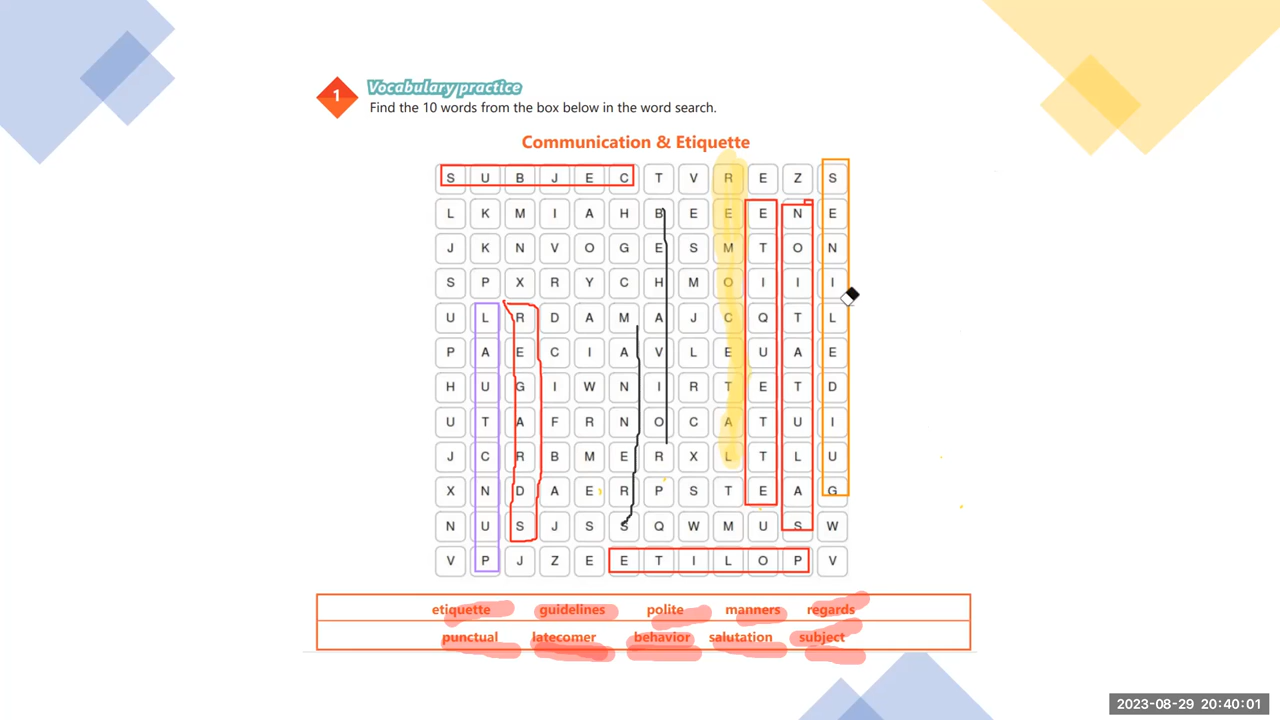 1
Vocabulary practice
Find the 10 words from the box below in the word search.
Communication & Etiquette
S U B J E C T V R E Z S
L K M I A H B E E E N E
J K N V O G E S M T O N
S P X R Y C H M O I I I
U L R D A M A J C Q T L
P A E C I A V L E U A E
H U G I W N I R T E T D
U T A F R N O C A T U I
J C R B M E R X L T L U
X N D A E R P S T E A G
N U S J S S Q W M U S W
V P J Z E E T I L O P V
etiquette guidelines polite manners regards
punctual latecomer behavior salutation subject
2023-08-29 20:40:01